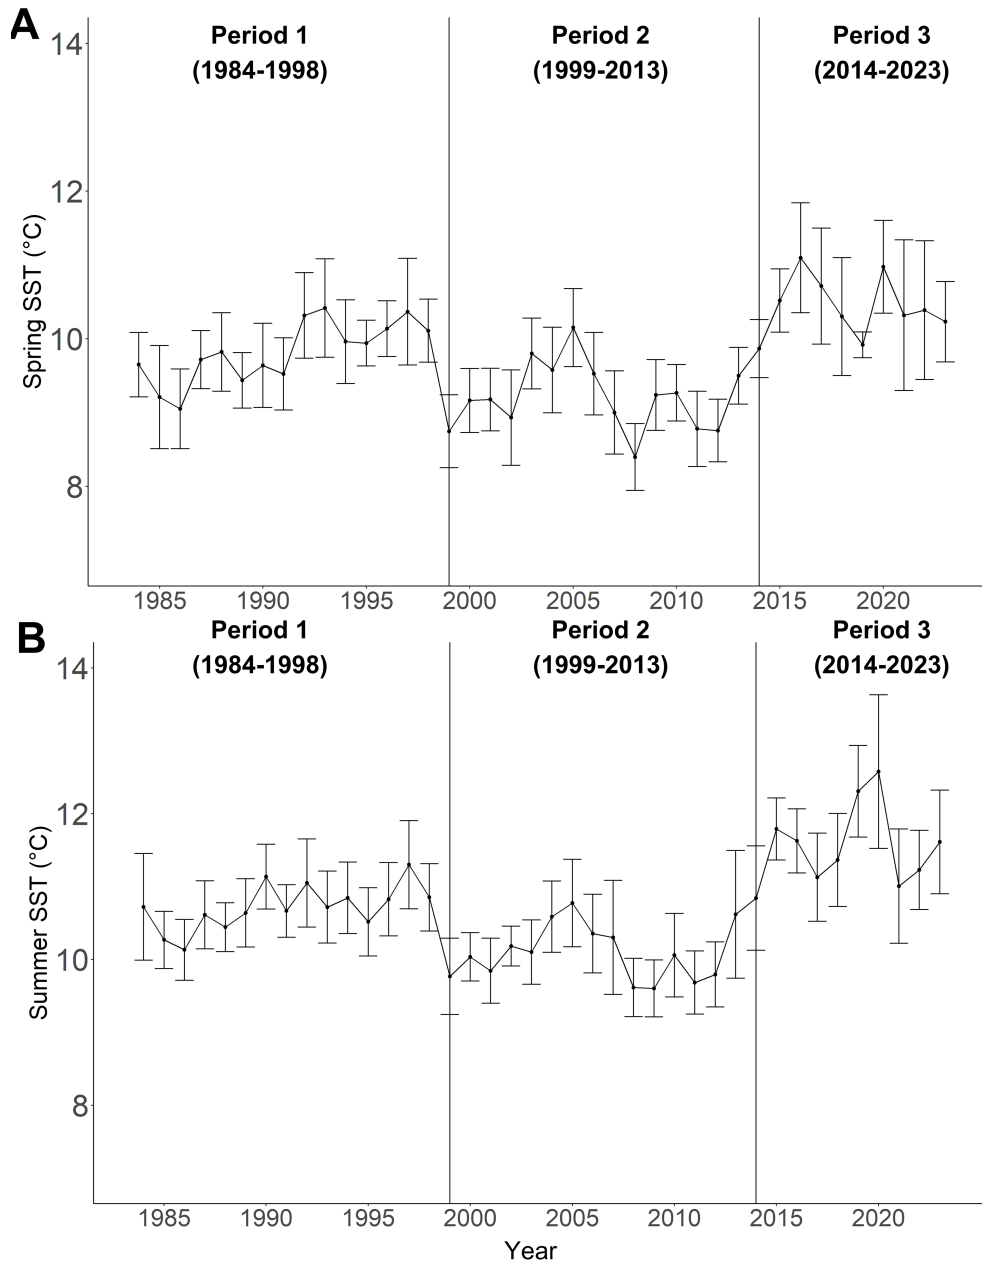 A
Period 1
(1984-1998)
Period 2
(1999-2013)
Period 3
(2014-2023)
Spring SST (°C)
14
12
10
8
1985 1990 1995 2000 2005 2010 2015 2020
B
Period 1
(1984-1998)
Period 2
(1999-2013)
Period 3
(2014-2023)
Summer SST (°C)
14
12
10
8
1985 1990 1995 2000 2005 2010 2015 2020
Year